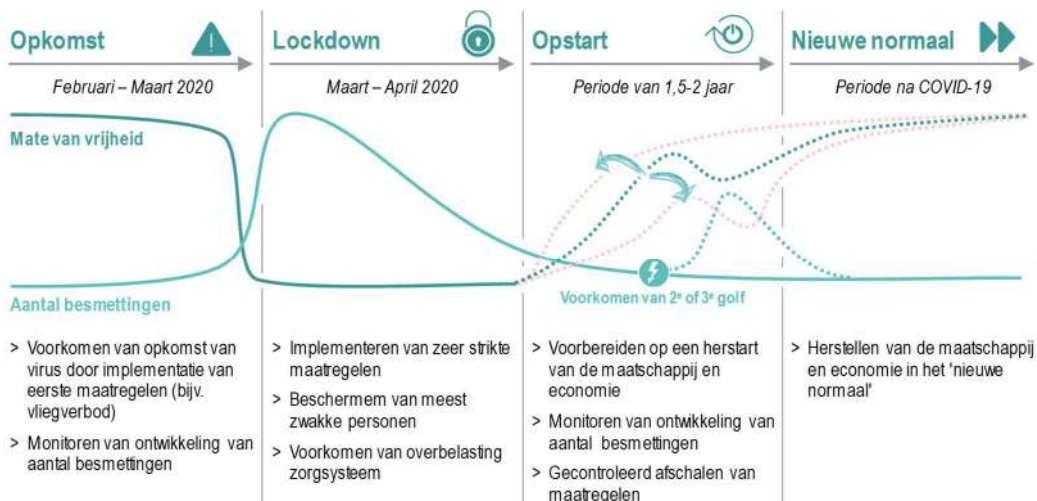 Opkomst
Lockdown
Opstart
Nieuwe normaal
Februari – Maart 2020
Maart – April 2020
Periode van 1,5-2 jaar
Periode na COVID-19
Mate van vrijheid
Aantal besmettingen
Voorkomen van 2e of 3e golf
> Voorkomen van opkomst van
virus door implementatie van
eerste maatregelen (bijv.
vliegverbod)
> Monitoren van ontwikkeling van
aantal besmettingen
> Implementeren van zeer strikte
maatregelen
> Beschermem van meest
zwakke personen
> Voorkomen van overbelasting
zorgsysteem
> Voorbereiden op een herstart
van de maatschappij en
economie
> Monitoren van ontwikkeling van
aantal besmettingen
> Gecontroleerd afschalen van
maatregelen
> Herstellen van de maatschappij
en economie in het 'nieuwe
normaal'